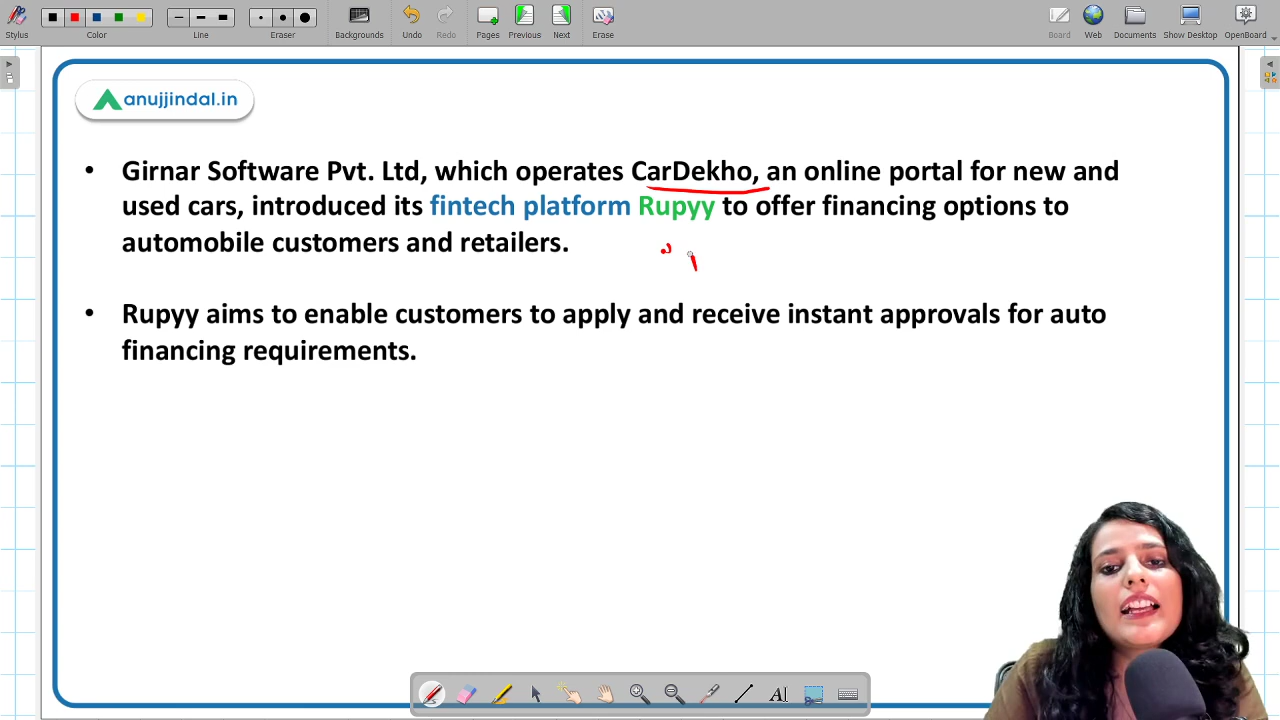 Stylus
Color
Line
Eraser
Backgrounds
Undo
Redo
Pages
Previous
Next
Erase
Board
Web
Documents
Show Desktop
OpenBoard
anujjindal.in
• Girnar Software Pvt. Ltd, which operates CarDekho, an online portal for new and
used cars, introduced its fintech platform Rupyy to offer financing options to
automobile customers and retailers.
• Rupyy aims to enable customers to apply and receive instant approvals for auto
financing requirements.